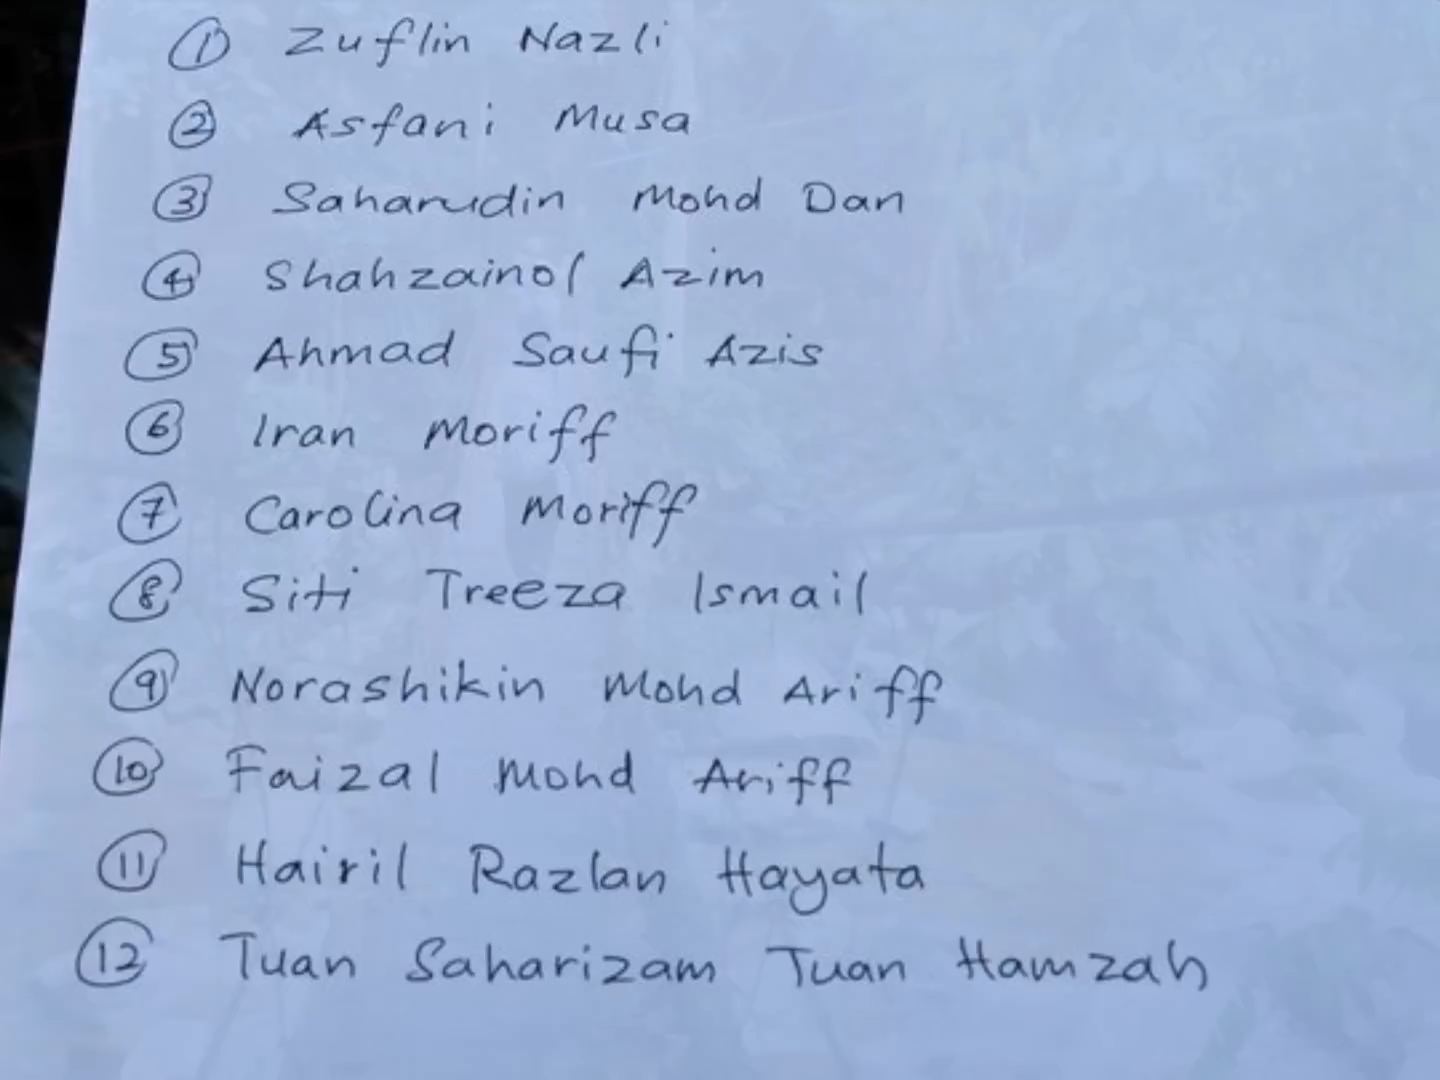 ① Zuflin Nazli
② Asfani Musa
③ Saharudin Mohd Dan
④ Shahzainol Azim
⑤ Ahmad Saufi Azis
⑥ Iran Moriff
⑦ Carolina Moriff
⑧ Siti Treeza Ismail
⑨ Norashikin Mohd Ariff
⑩ Faizal Mohd Ariff
⑪ Hairil Razlan Hayata
⑫ Tuan Saharizam Tuan Hamzah